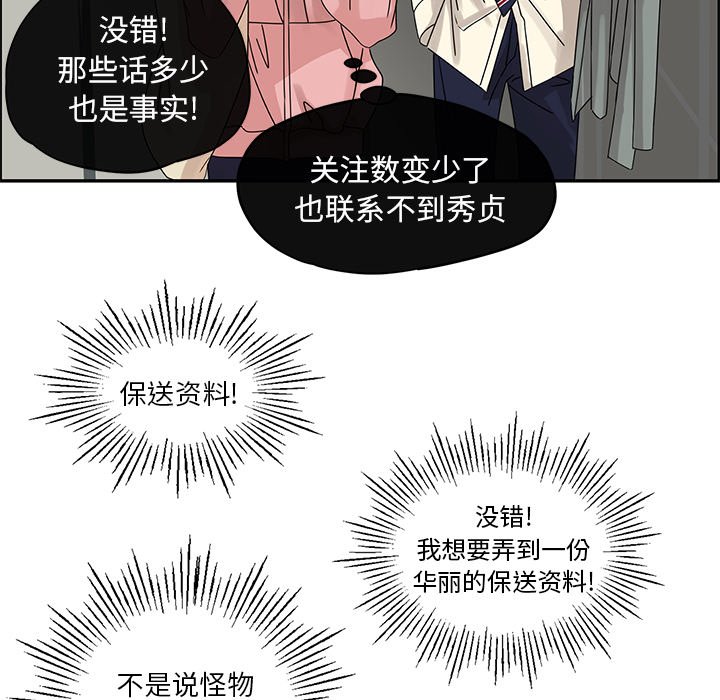 没错!
那些话多少
也是事实!
关注数变少了
也联系不到秀贞
保送资料!
没错!
我想要弄到一份
华丽的保送资料!
不是说怪物